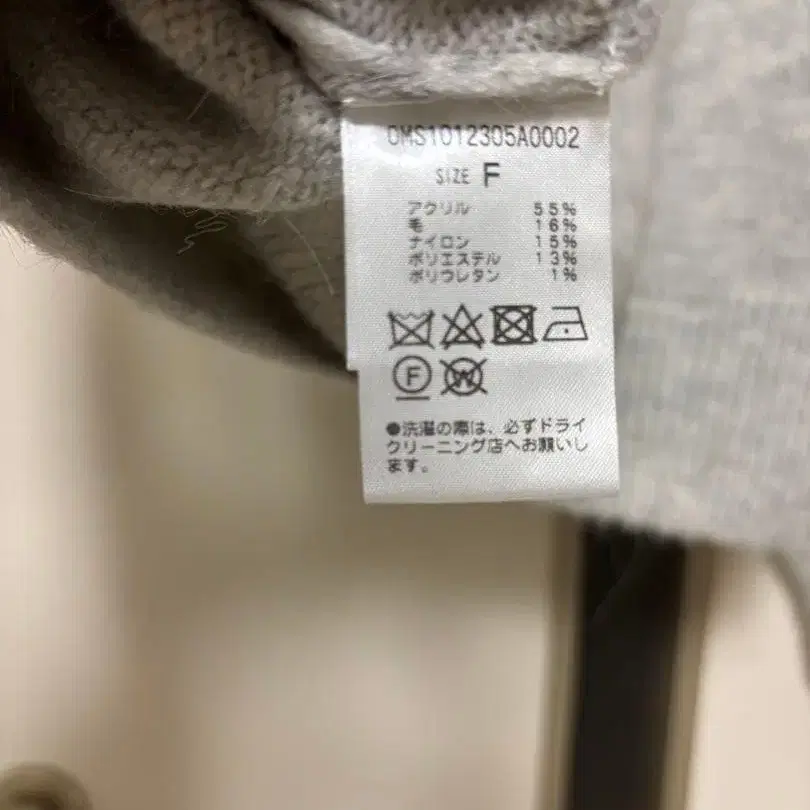 OMS1012305A0002
SIZE F
アクリル 55%
毛 16%
ナイロン 15%
ポリエステル 13%
ポリウレタン 1%
F W
●洗濯の際は、必ずドライ
クリーニング店へお願いし
ます。